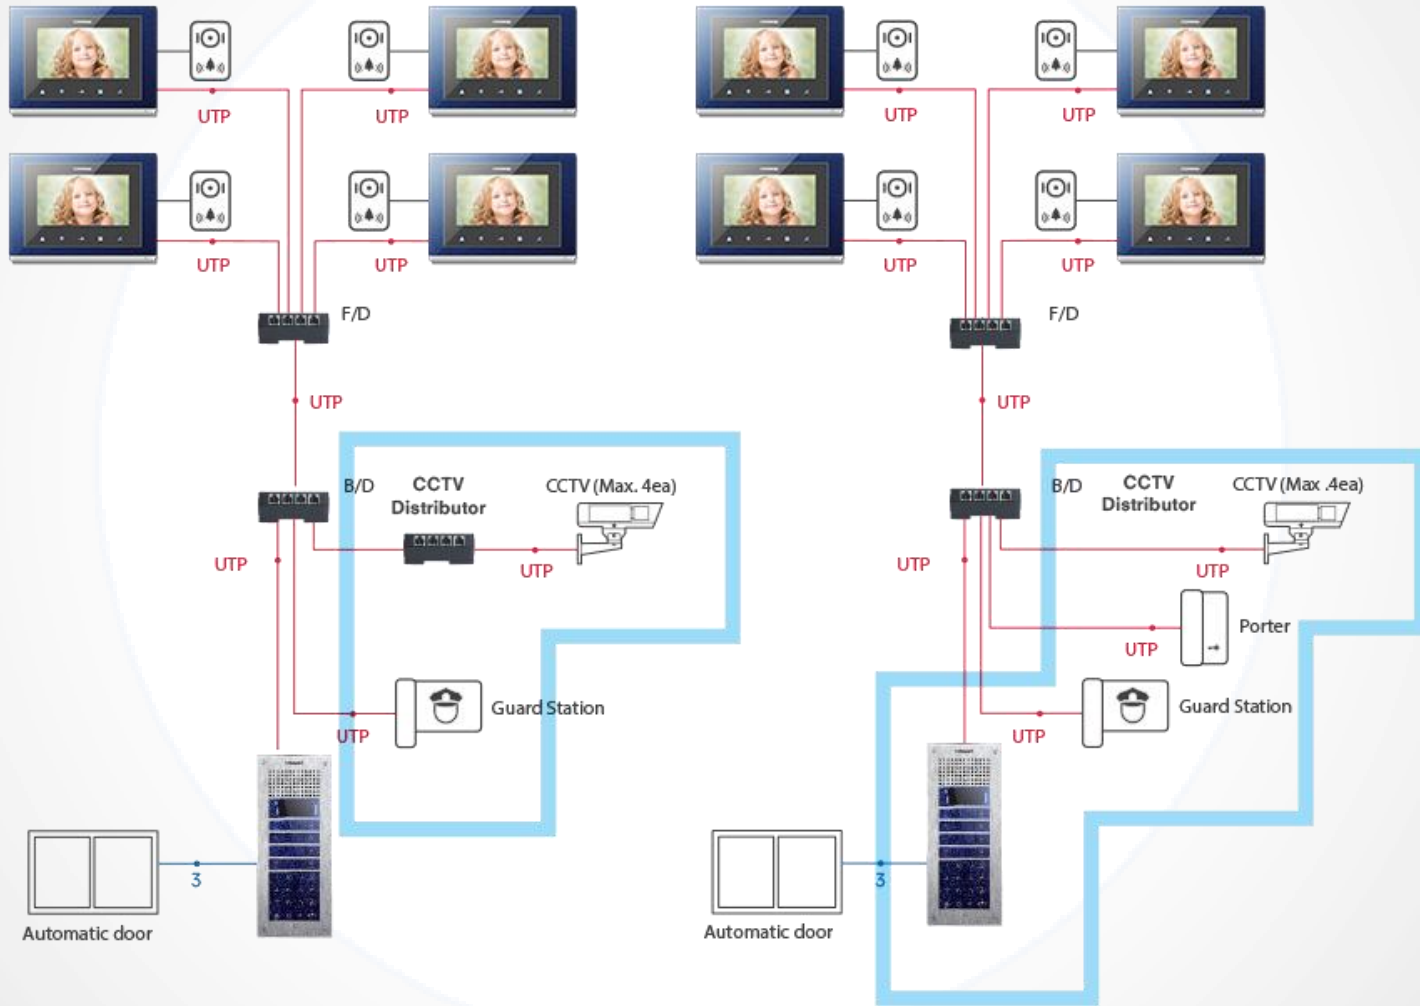 UTP
UTP
UTP
UTP
UTP
UTP
UTP
UTP
F/D
F/D
UTP
UTP
B/D
CCTV
Distributor
CCTV (Max. 4ea)
B/D
CCTV
Distributor
CCTV (Max .4ea)
UTP
UTP
UTP
UTP
Porter
UTP
Guard Station
UTP
Guard Station
UTP
3
Automatic door
3
Automatic door